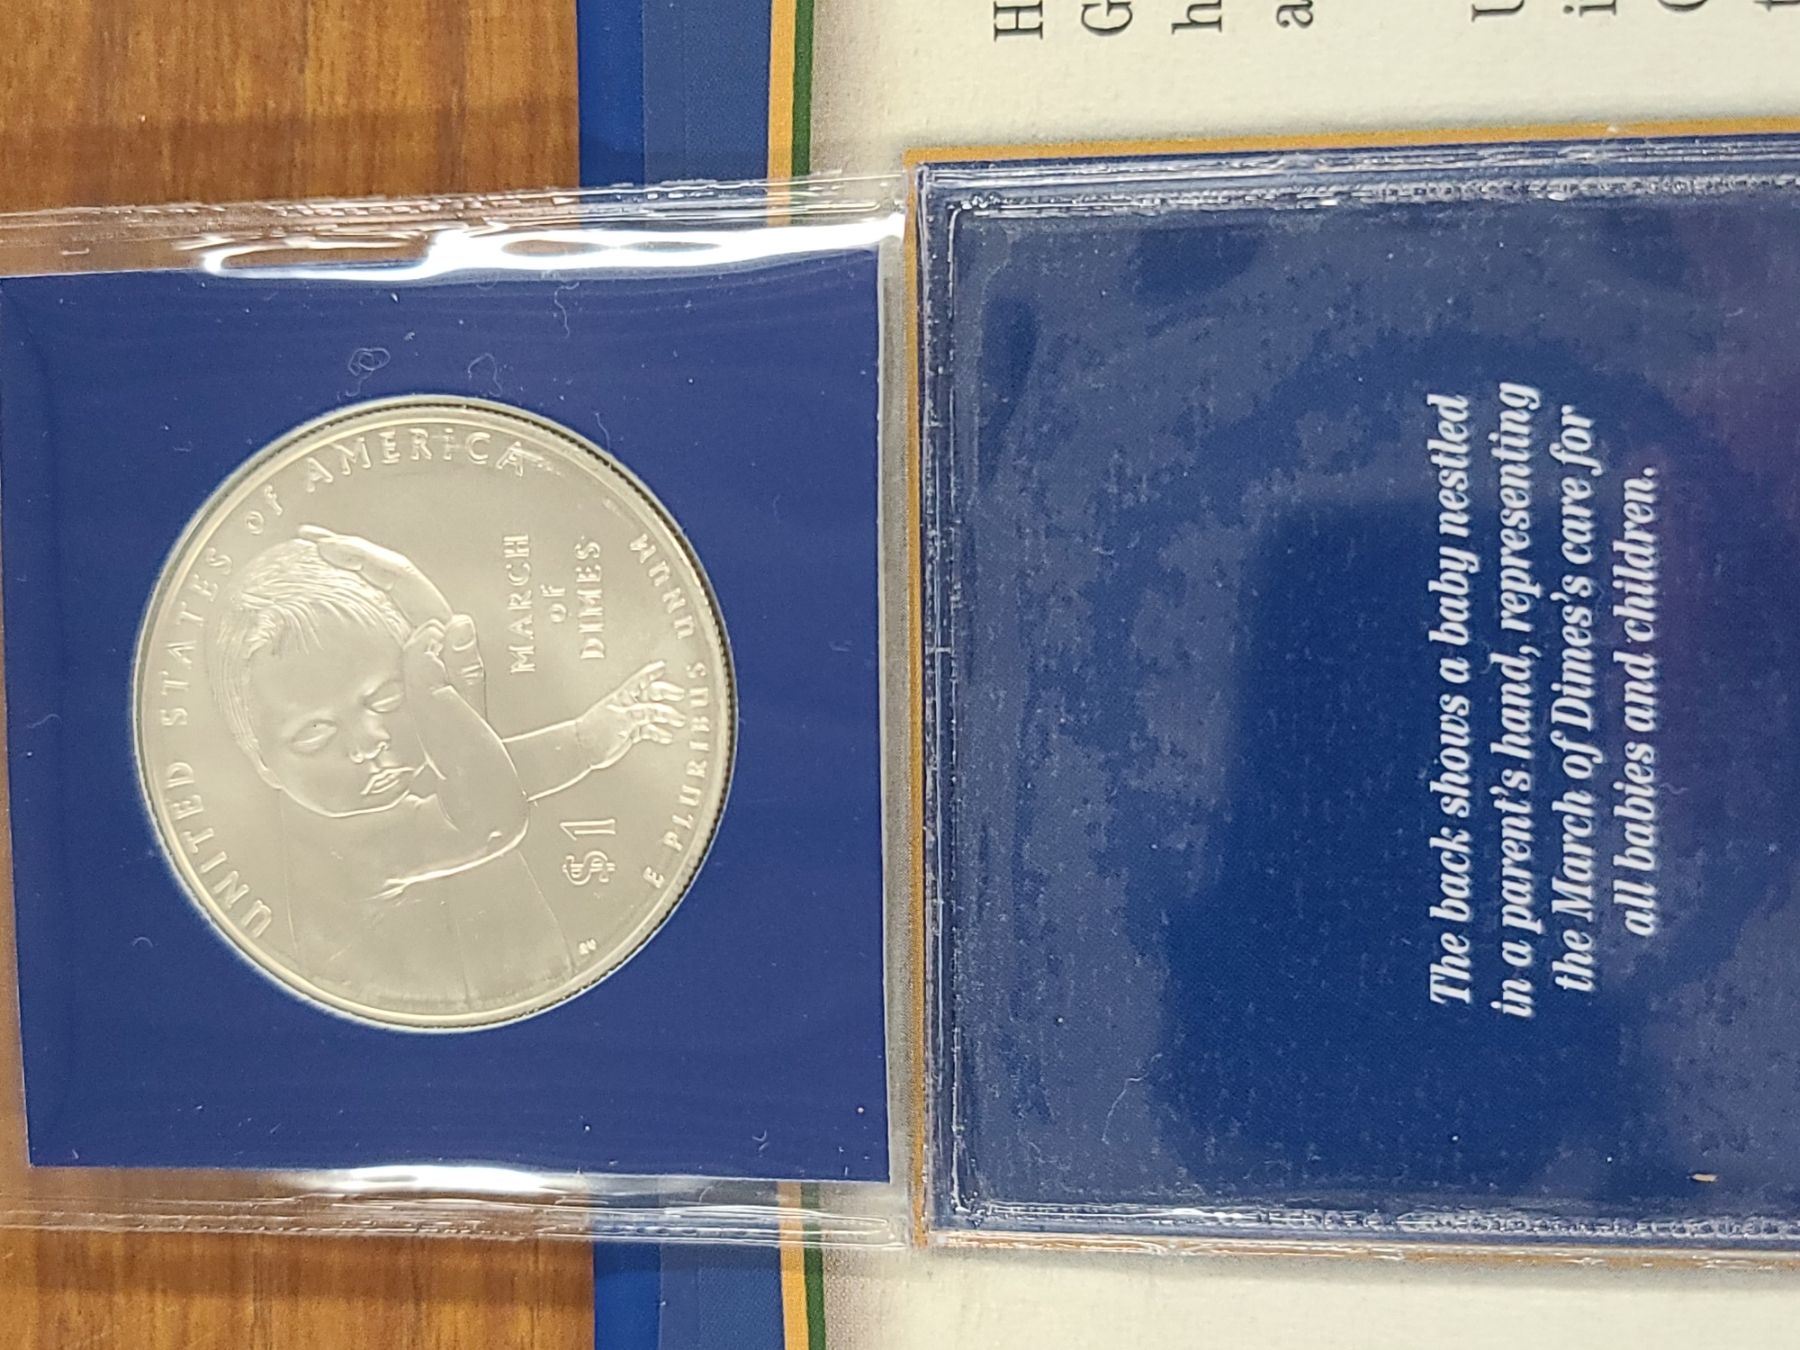 UNITED STATES of AMERICA
MARCH
of
DIMES
$1
E PLURIBUS UNUM
The back shows a baby nestled
in a parent's hand, representing
the March of Dimes's care for
all babies and children.
H
G
h
a
U
i